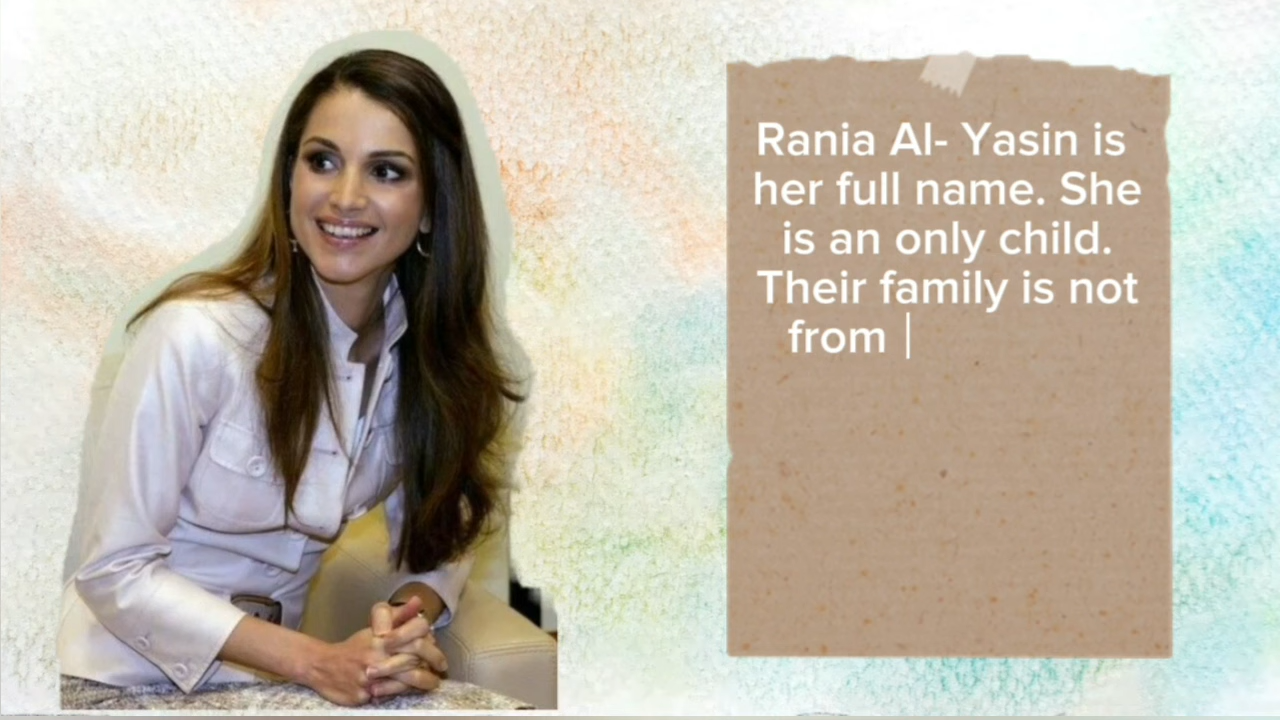 Rania Al- Yasin is
her full name. She
is an only child.
Their family is not
from